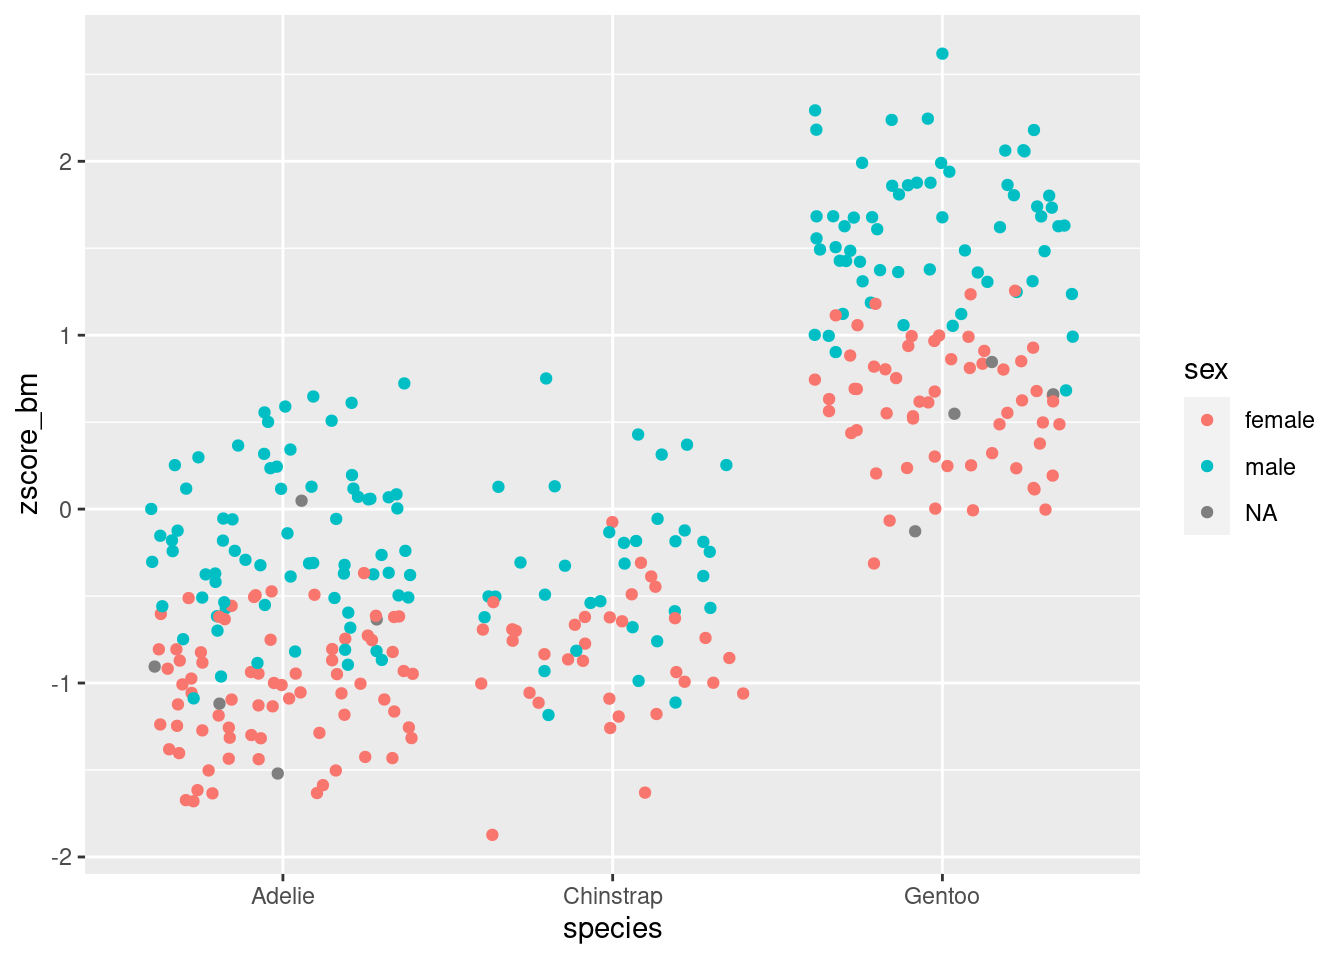 zscore_bm
2
1
0
-1
-2
Adelie
Chinstrap
Gentoo
species
sex
female
male
NA